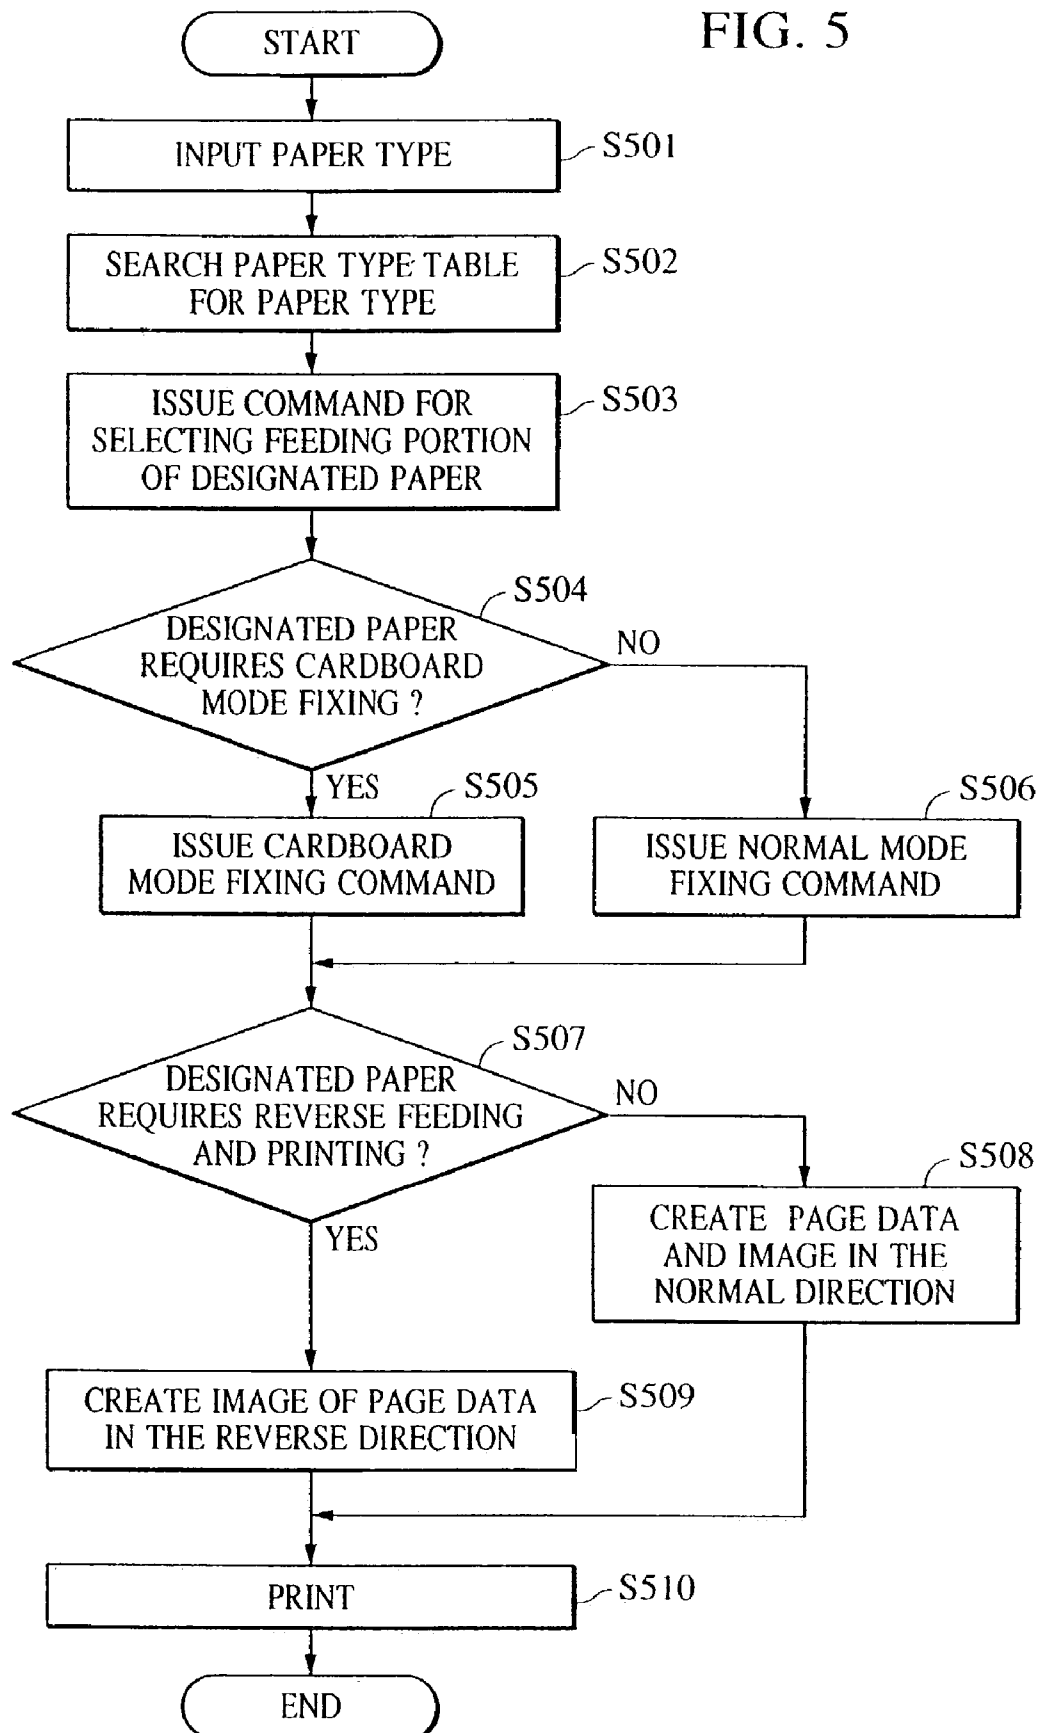 FIG. 5
START
INPUT PAPER TYPE
S501
SEARCH PAPER TYPE TABLE
FOR PAPER TYPE
S502
ISSUE COMMAND FOR
SELECTING FEEDING PORTION
OF DESIGNATED PAPER
S503
DESIGNATED PAPER
REQUIRES CARDBOARD
MODE FIXING ?
S504
NO
YES
ISSUE CARDBOARD
MODE FIXING COMMAND
S505
ISSUE NORMAL MODE
FIXING COMMAND
S506
DESIGNATED PAPER
REQUIRES REVERSE FEEDING
AND PRINTING ?
S507
NO
YES
CREATE PAGE DATA
AND IMAGE IN THE
NORMAL DIRECTION
S508
CREATE IMAGE OF PAGE DATA
IN THE REVERSE DIRECTION
S509
PRINT
S510
END